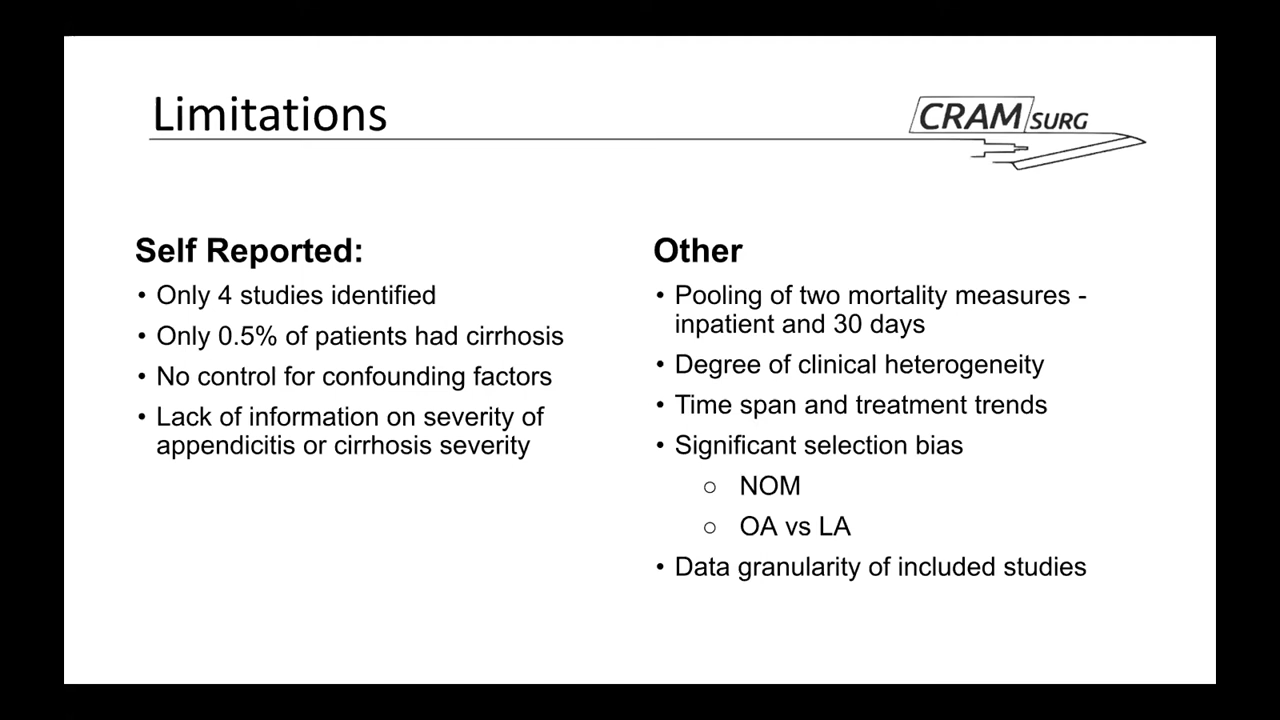 Limitations
CRAM SURG
Self Reported:
• Only 4 studies identified
• Only 0.5% of patients had cirrhosis
• No control for confounding factors
• Lack of information on severity of
appendicitis or cirrhosis severity
Other
• Pooling of two mortality measures -
inpatient and 30 days
• Degree of clinical heterogeneity
• Time span and treatment trends
• Significant selection bias
○ NOM
○ OA vs LA
• Data granularity of included studies